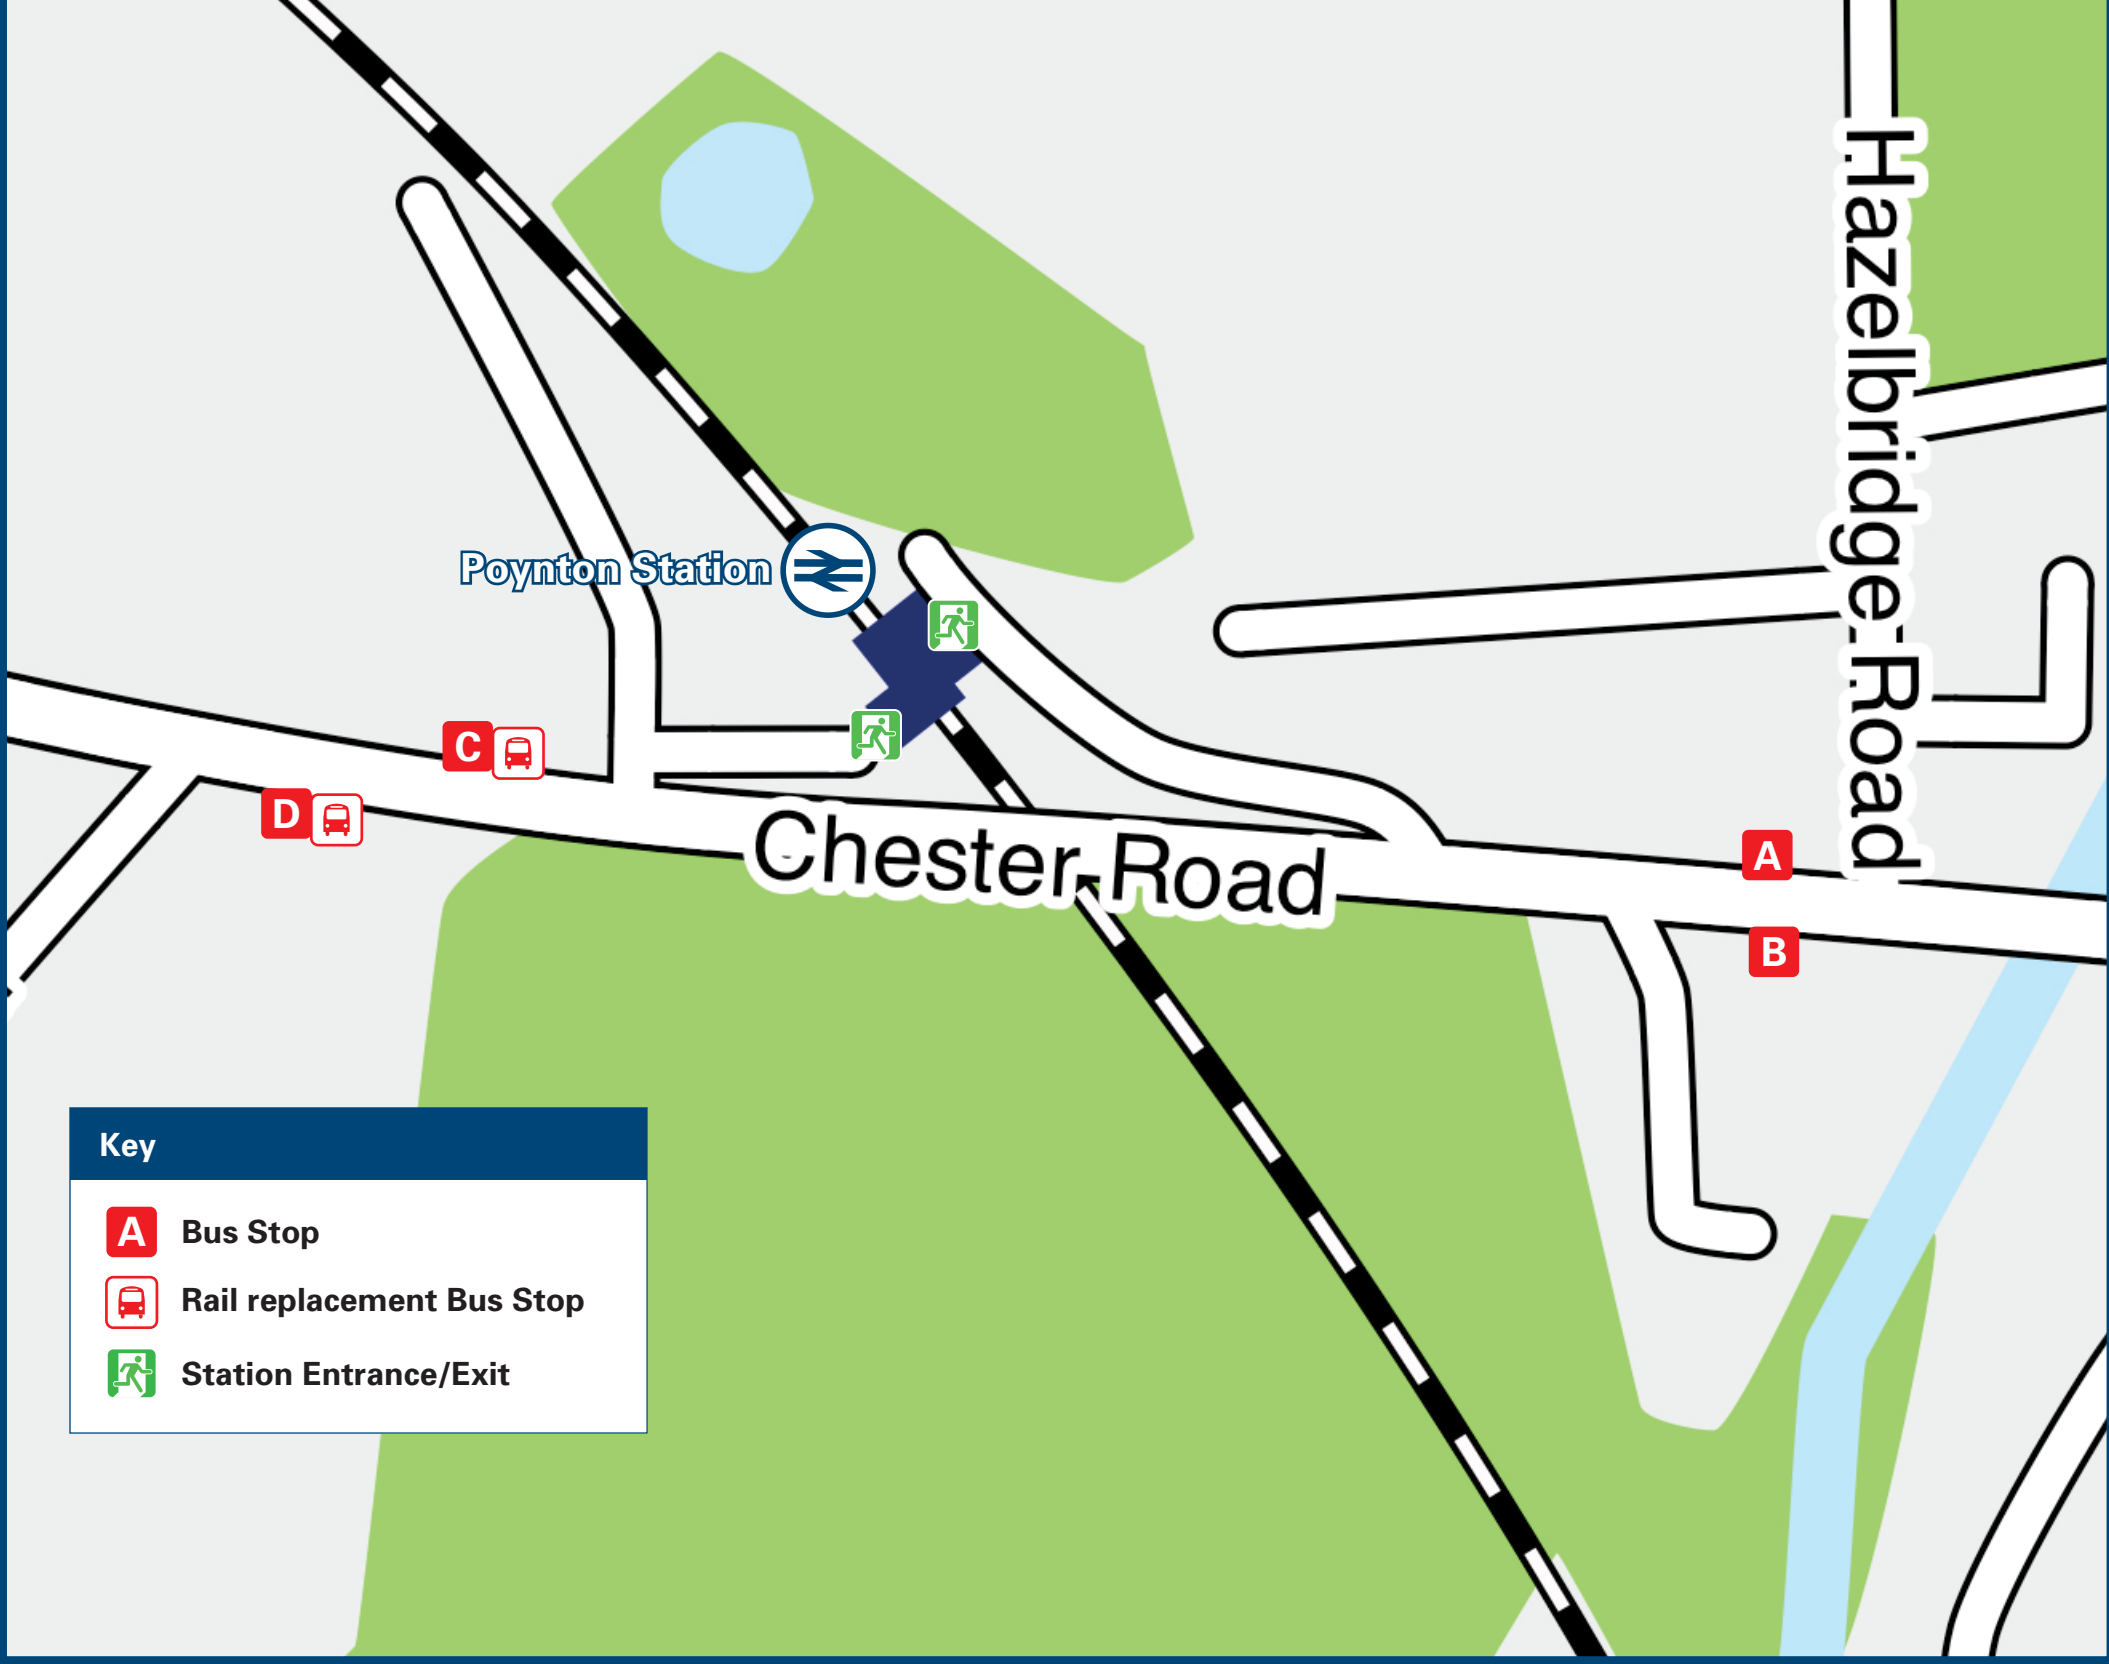 Hazelbridge Road
Poynton Station
C
D
Chester Road
A
B
Key
A Bus Stop
Rail replacement Bus Stop
Station Entrance/Exit